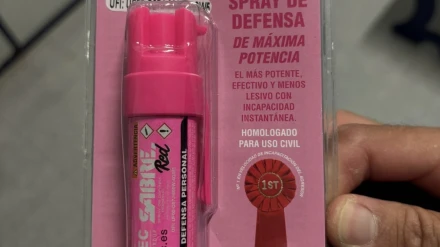 UFI:
SPRAY DE
DEFENSA
DE MÁXIMA
POTENCIA
EL MÁS POTENTE,
EFECTIVO Y MENOS
LESIVO CON
INCAPACIDAD
INSTANTÁNEA.
HOMOLOGADO
PARA USO CIVIL
1ST
SABRE
Red
DEFENSA PERSONAL